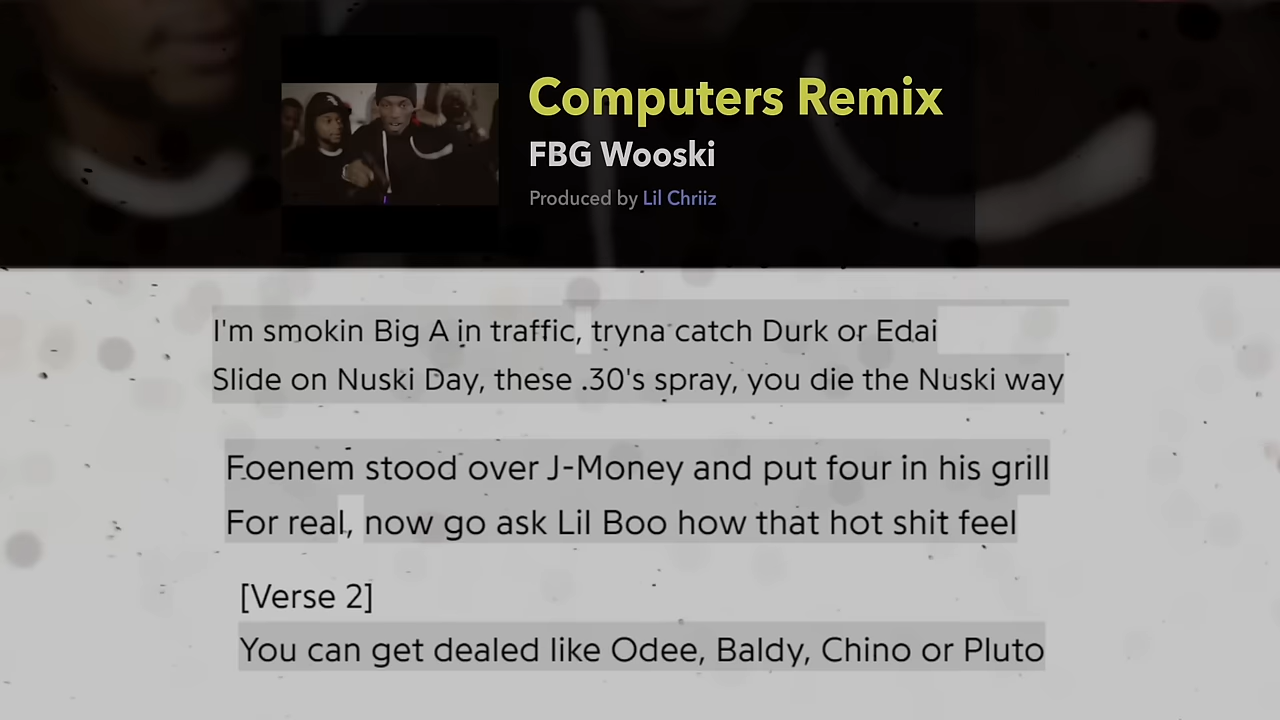 Computers Remix
FBG Wooski
Produced by Lil Chriiz
I'm smokin Big A in traffic, tryna catch Durk or Edai
Slide on Nuski Day, these .30's spray, you die the Nuski way
Foenem stood over J-Money and put four in his grill
For real, now go ask Lil Boo how that hot shit feel
[Verse 2]
You can get dealed like Odee, Baldy, Chino or Pluto